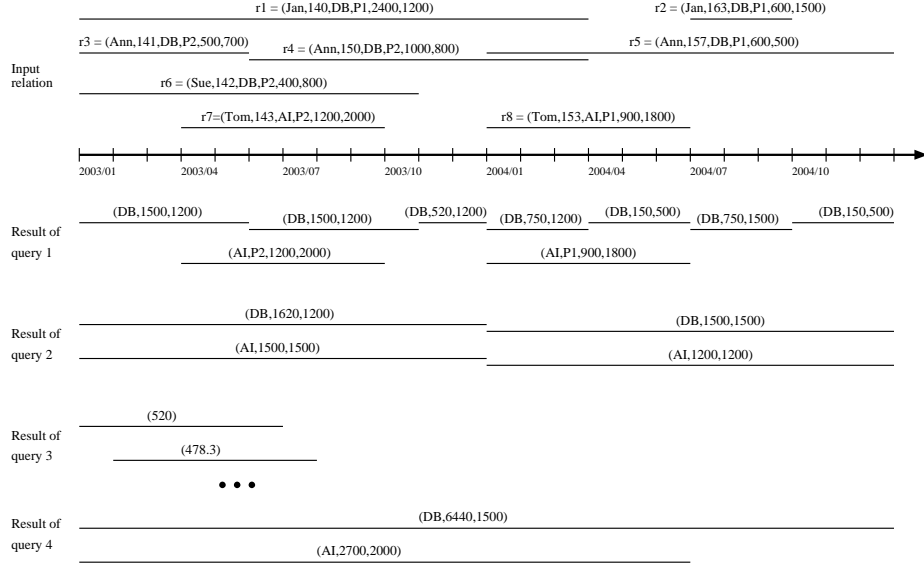 r1 = (Jan,140,DB,P1,2400,1200)
r2 = (Jan,163,DB,P1,600,1500)
r3 = (Ann,141,DB,P2,500,700)
r4 = (Ann,150,DB,P2,1000,800)
r5 = (Ann,157,DB,P1,600,500)
Input
relation
r6 = (Sue,142,DB,P2,400,800)
r7=(Tom,143,AI,P2,1200,2000)
r8 = (Tom,153,AI,P1,900,1800)
2003/01 2003/04 2003/07 2003/10 2004/01 2004/04 2004/07 2004/10
Result of
query 1
(DB,1500,1200) (DB,1500,1200) (DB,520,1200) (DB,750,1200) (DB,150,500) (DB,750,1500) (DB,150,500)
(AI,P2,1200,2000) (AI,P1,900,1800)
Result of
query 2
(DB,1620,1200) (DB,1500,1500)
(AI,1500,1500) (AI,1200,1200)
Result of
query 3
(520)
(478.3)
Result of
query 4
(DB,6440,1500)
(AI,2700,2000)